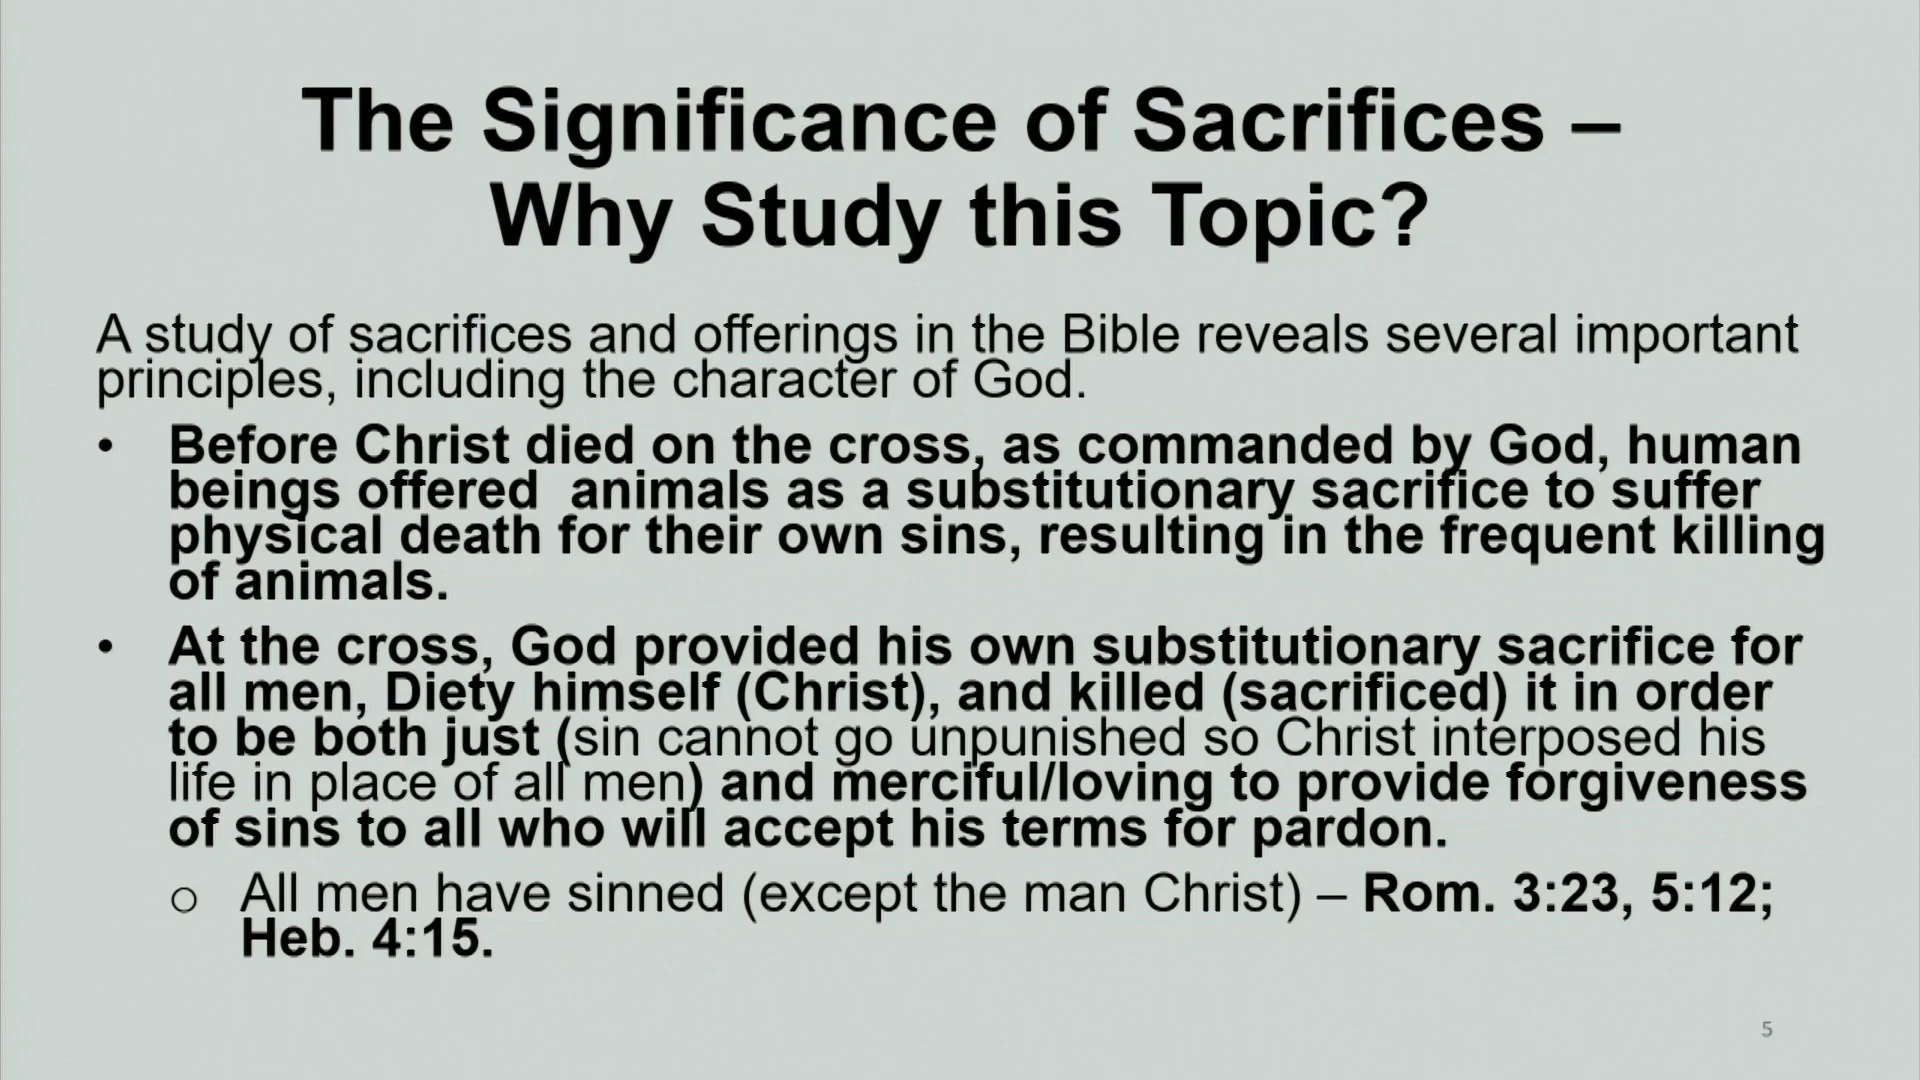 The Significance of Sacrifices –
Why Study this Topic?
A study of sacrifices and offerings in the Bible reveals several important
principles, including the character of God.
• Before Christ died on the cross, as commanded by God, human
beings offered  animals as a substitutionary sacrifice to suffer
physical death for their own sins, resulting in the frequent killing
of animals.
• At the cross, God provided his own substitutionary sacrifice for
all men, Diety himself (Christ), and killed (sacrificed) it in order
to be both just (sin cannot go unpunished so Christ interposed his
life in place of all men) and merciful/loving to provide forgiveness
of sins to all who will accept his terms for pardon.
o All men have sinned (except the man Christ) – Rom. 3:23, 5:12;
Heb. 4:15.
5